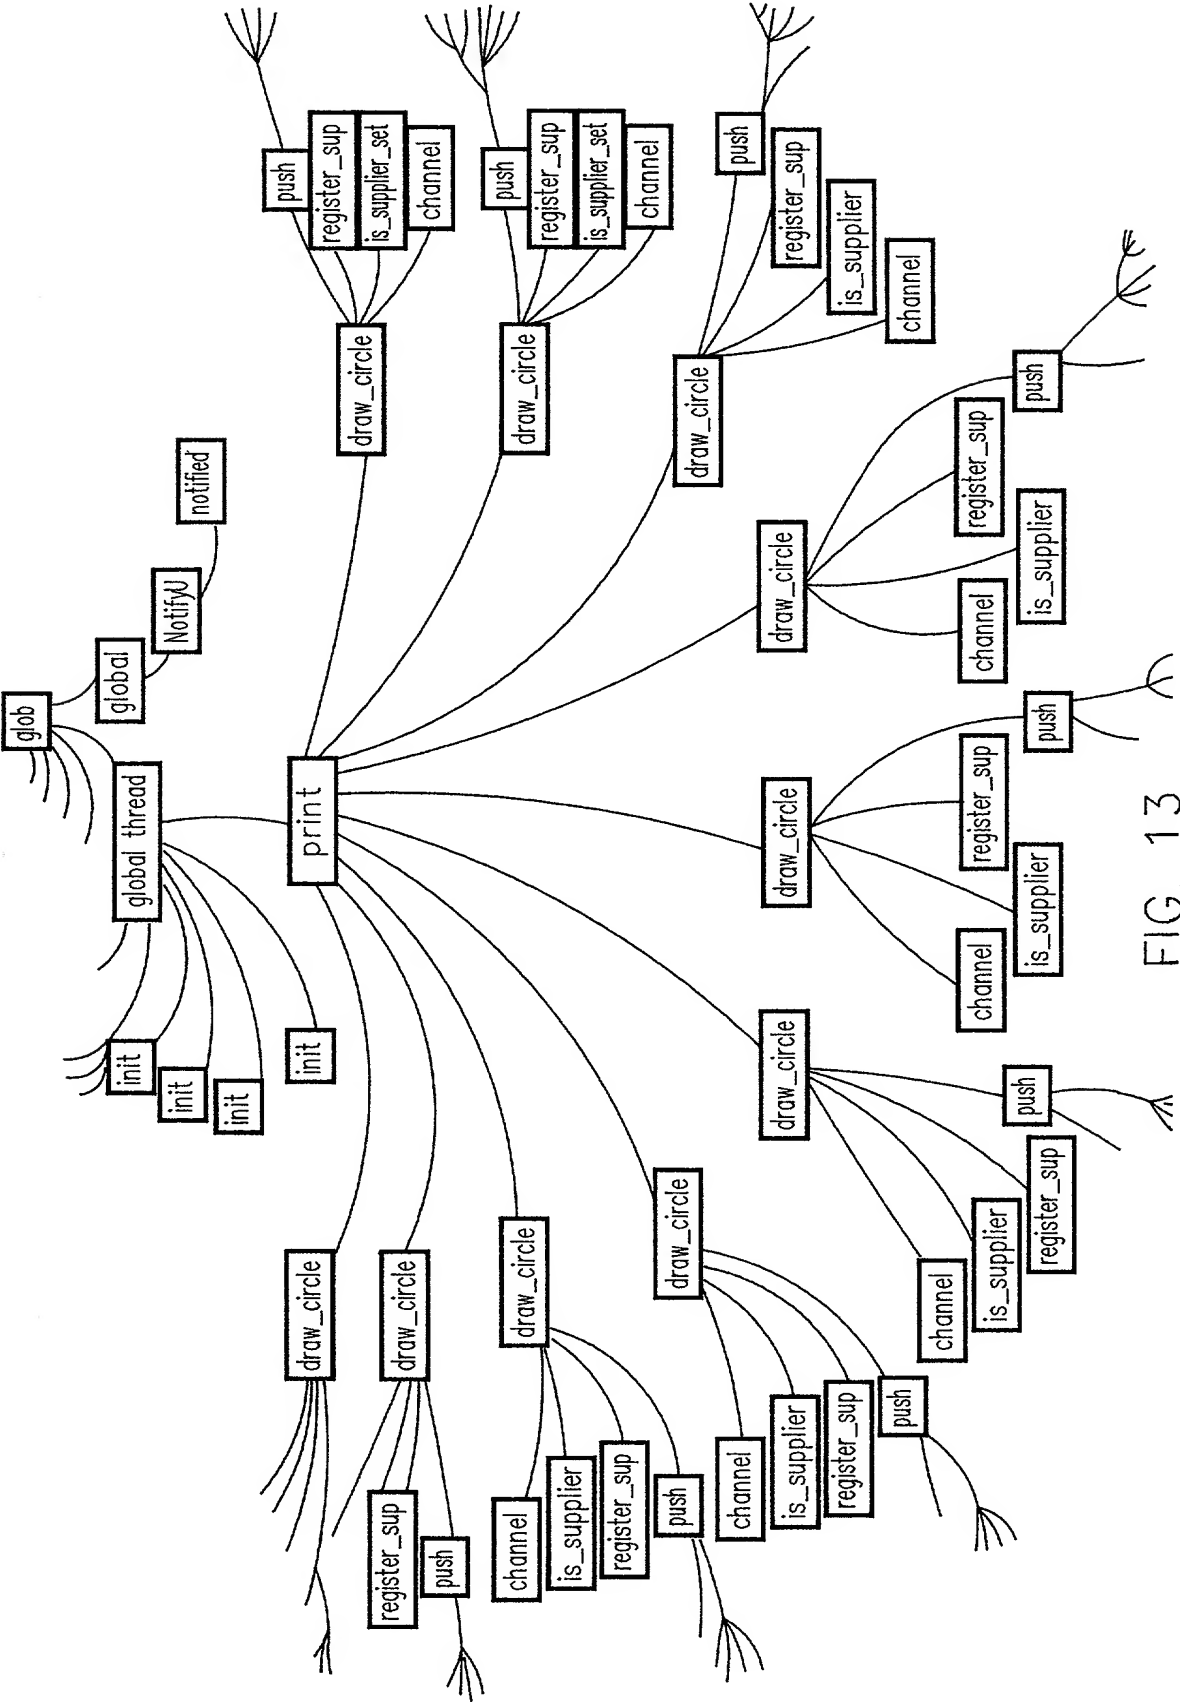 glob
global
NotifyU
notified
global thread
init
init
init
init
print
draw_circle
push
register_sup
is_supplier_set
channel
draw_circle
push
register_sup
is_supplier_set
channel
draw_circle
push
register_sup
is_supplier
channel
draw_circle
push
register_sup
is_supplier
channel
draw_circle
push
register_sup
is_supplier
channel
draw_circle
push
register_sup
is_supplier
channel
draw_circle
channel
is_supplier
register_sup
push
draw_circle
channel
is_supplier
register_sup
push
draw_circle
register_sup
push
draw_circle
FIG. 13